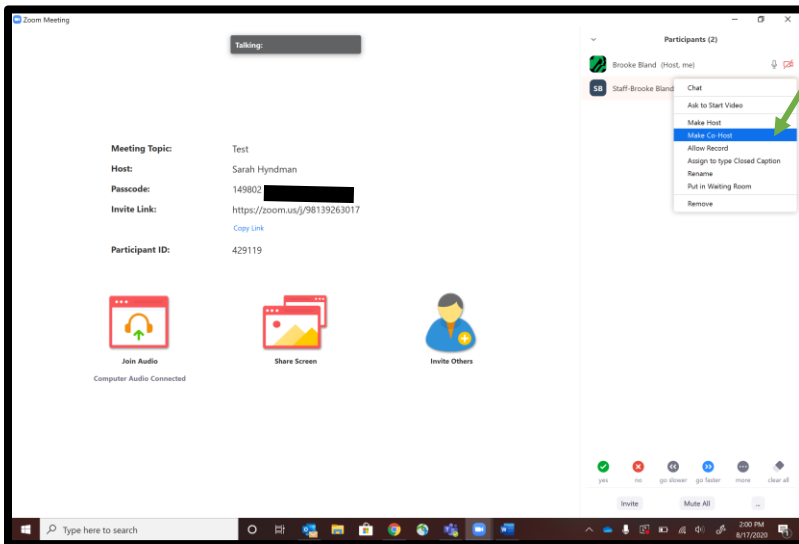 Zoom Meeting
Talking:
Participants (2)
Brooke Bland (Host, me)
SB Staff-Brooke Bland
Chat
Ask to Start Video
Make Host
Make Co-Host
Allow Record
Assign to type Closed Caption
Rename
Put in Waiting Room
Remove
Meeting Topic: Test
Host: Sarah Hyndman
Passcode: 149802
Invite Link: https://zoom.us/j/98139263017
Copy Link
Participant ID: 429119
Join Audio Share Screen Invite Others
Computer Audio Connected
yes no go slower go faster more clear all
Invite Mute All ...
Type here to search
2:00 PM
8/17/2020